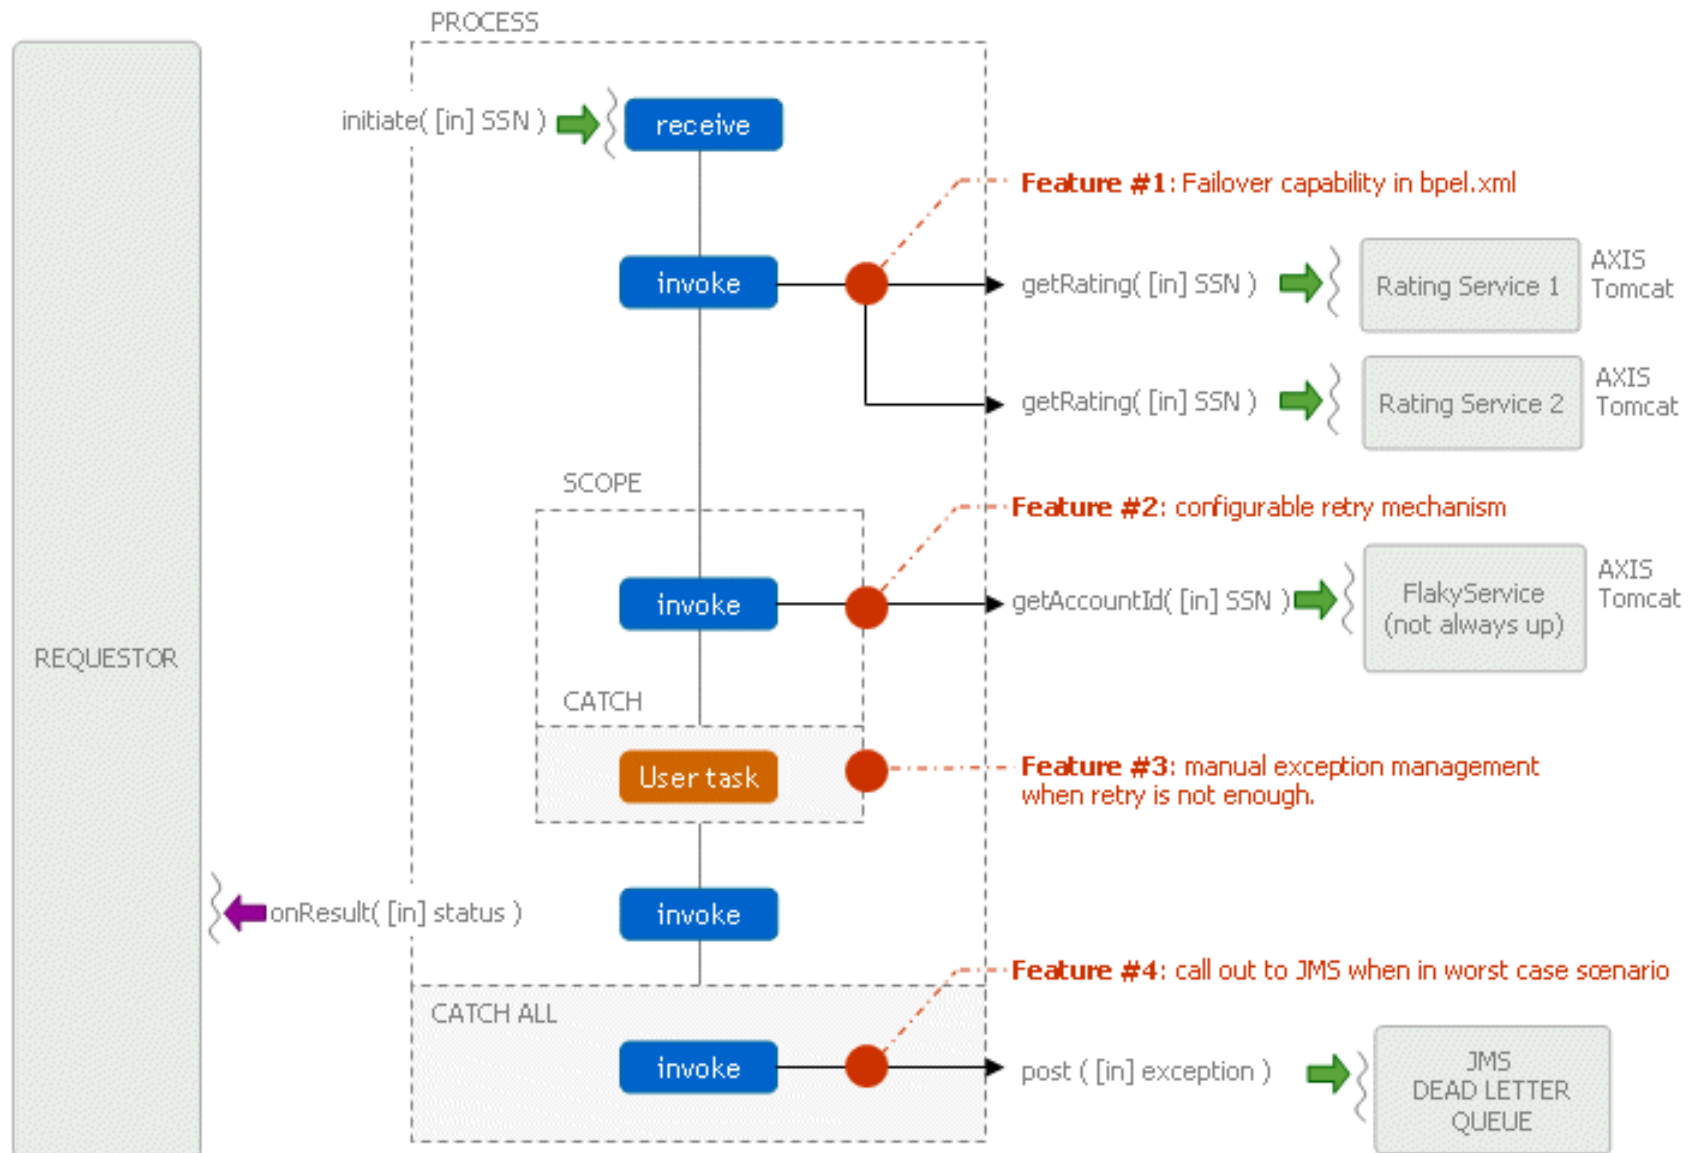 PROCESS
initiate( [in] SSN )
receive
Feature #1: Failover capability in bpel.xml
invoke
getRating( [in] SSN )
Rating Service 1
AXIS
Tomcat
getRating( [in] SSN )
Rating Service 2
AXIS
Tomcat
SCOPE
Feature #2: configurable retry mechanism
invoke
getAccountId( [in] SSN )
FlakyService
(not always up)
AXIS
Tomcat
REQUESTOR
CATCH
User task
Feature #3: manual exception management
when retry is not enough.
onResult( [in] status )
invoke
Feature #4: call out to JMS when in worst case scenario
CATCH ALL
invoke
post ( [in] exception )
JMS
DEAD LETTER
QUEUE